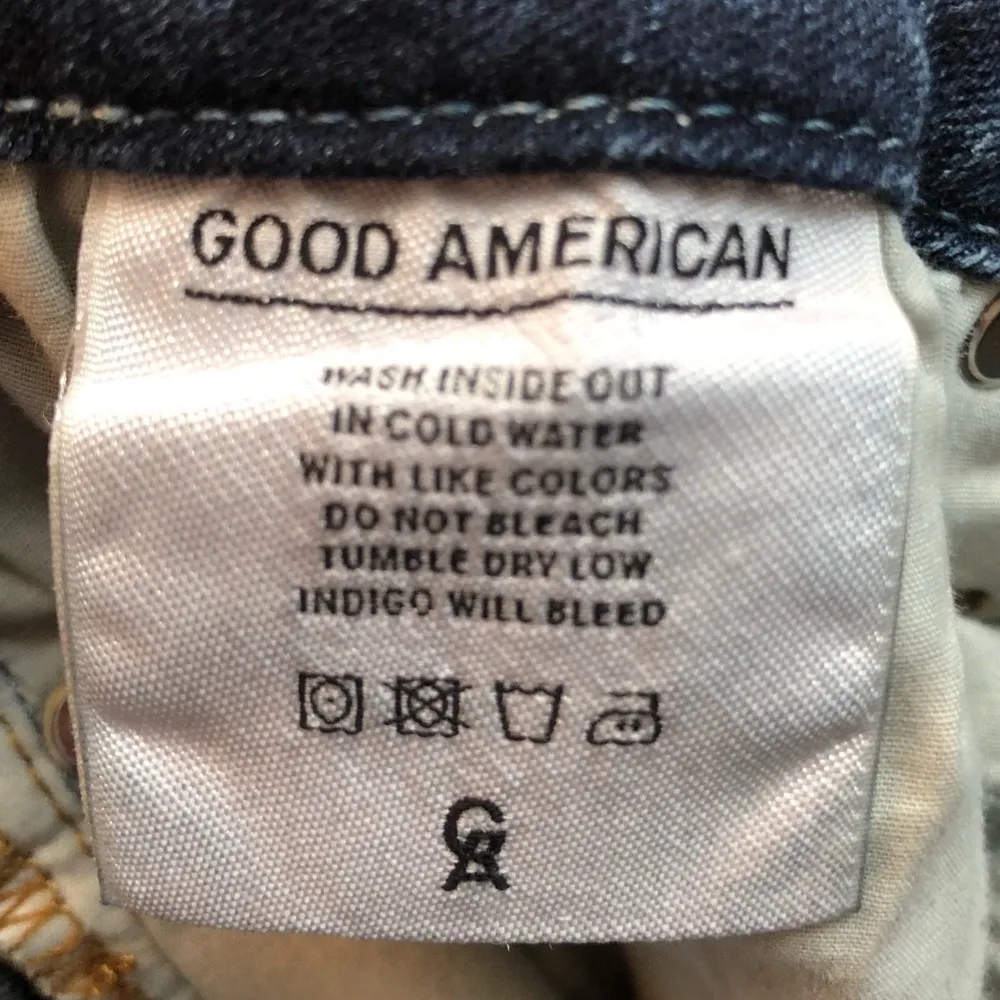 GOOD AMERICAN
WASH INSIDE OUT
IN COLD WATER
WITH LIKE COLORS
DO NOT BLEACH
TUMBLE DRY LOW
INDIGO WILL BLEED
GA